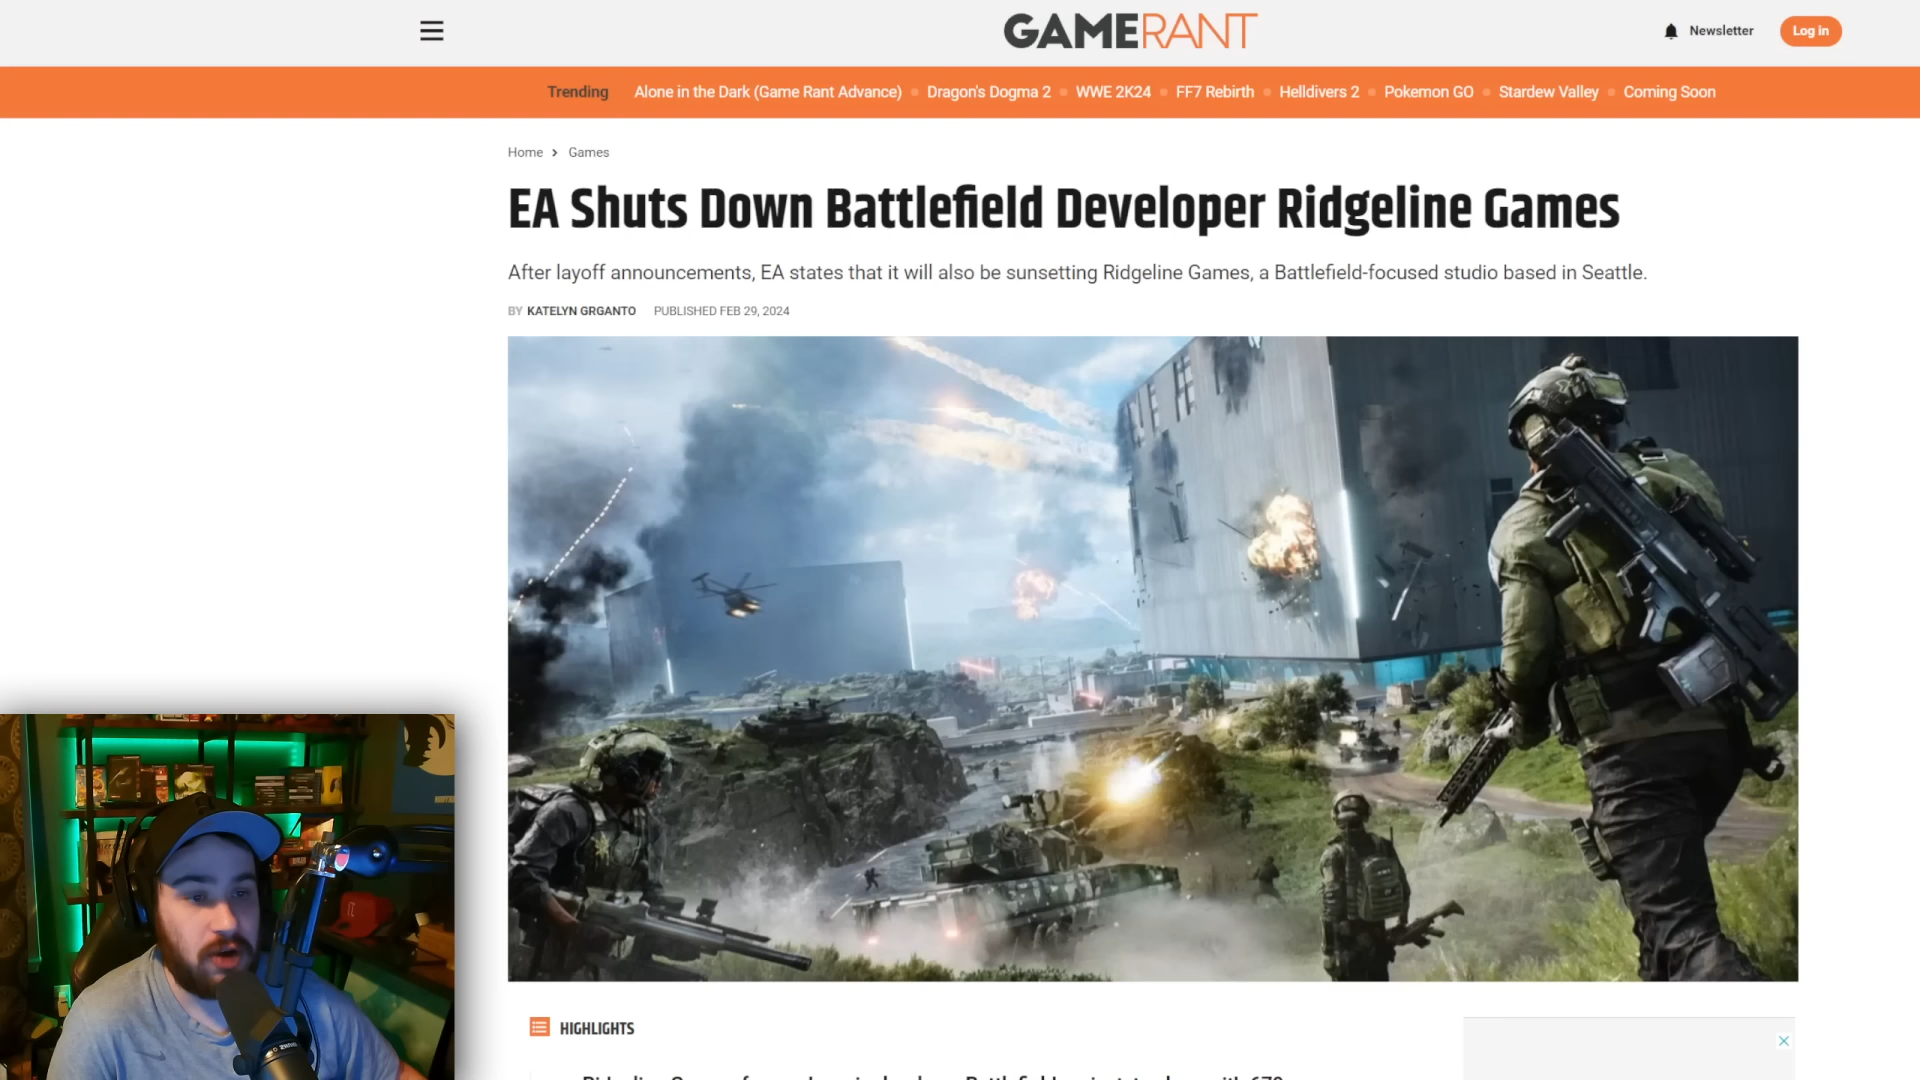 GAMERANT
Newsletter
Log in
Trending
Alone in the Dark (Game Rant Advance)
Dragon's Dogma 2
WWE 2K24
FF7 Rebirth
Helldivers 2
Pokemon GO
Stardew Valley
Coming Soon
Home > Games
EA Shuts Down Battlefield Developer Ridgeline Games
After layoff announcements, EA states that it will also be sunsetting Ridgeline Games, a Battlefield-focused studio based in Seattle.
BY KATELYN GRGANTO PUBLISHED FEB 29, 2024
HIGHLIGHTS